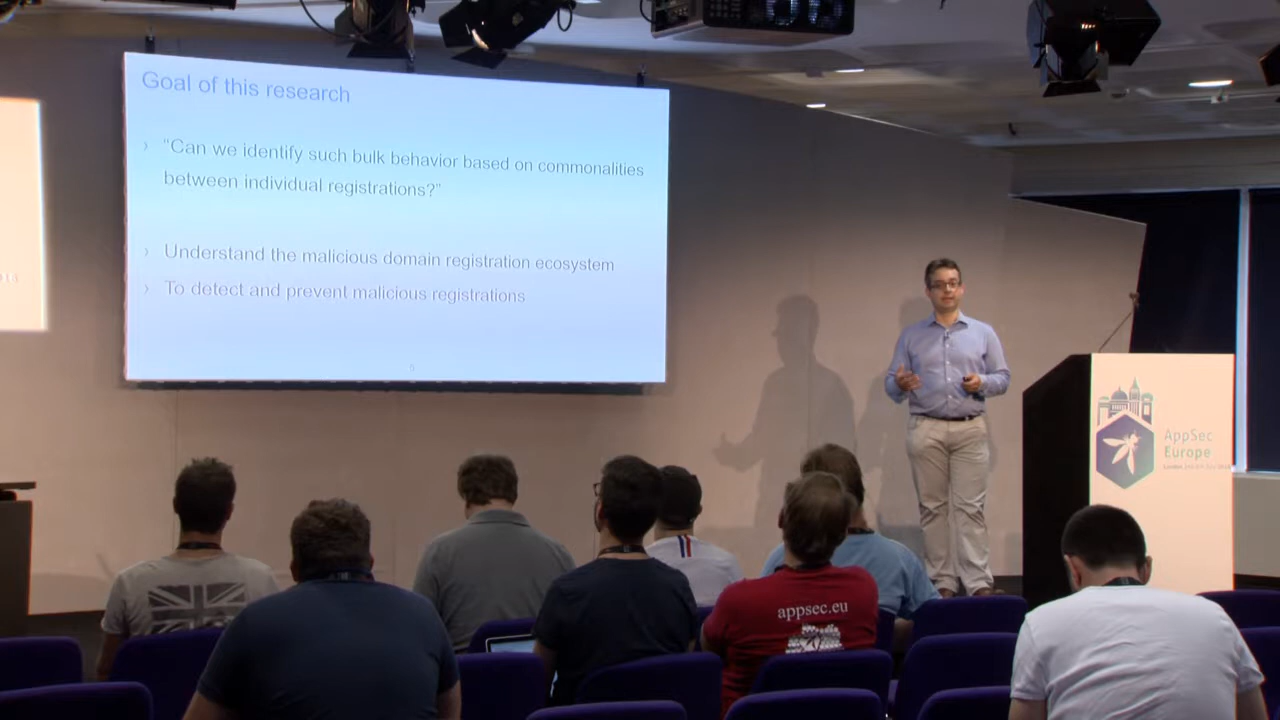 Goal of this research
› "Can we identify such bulk behavior based on commonalities
between individual registrations?"
› Understand the malicious domain registration ecosystem
› To detect and prevent malicious registrations
5
AppSec
Europe
appsec.eu